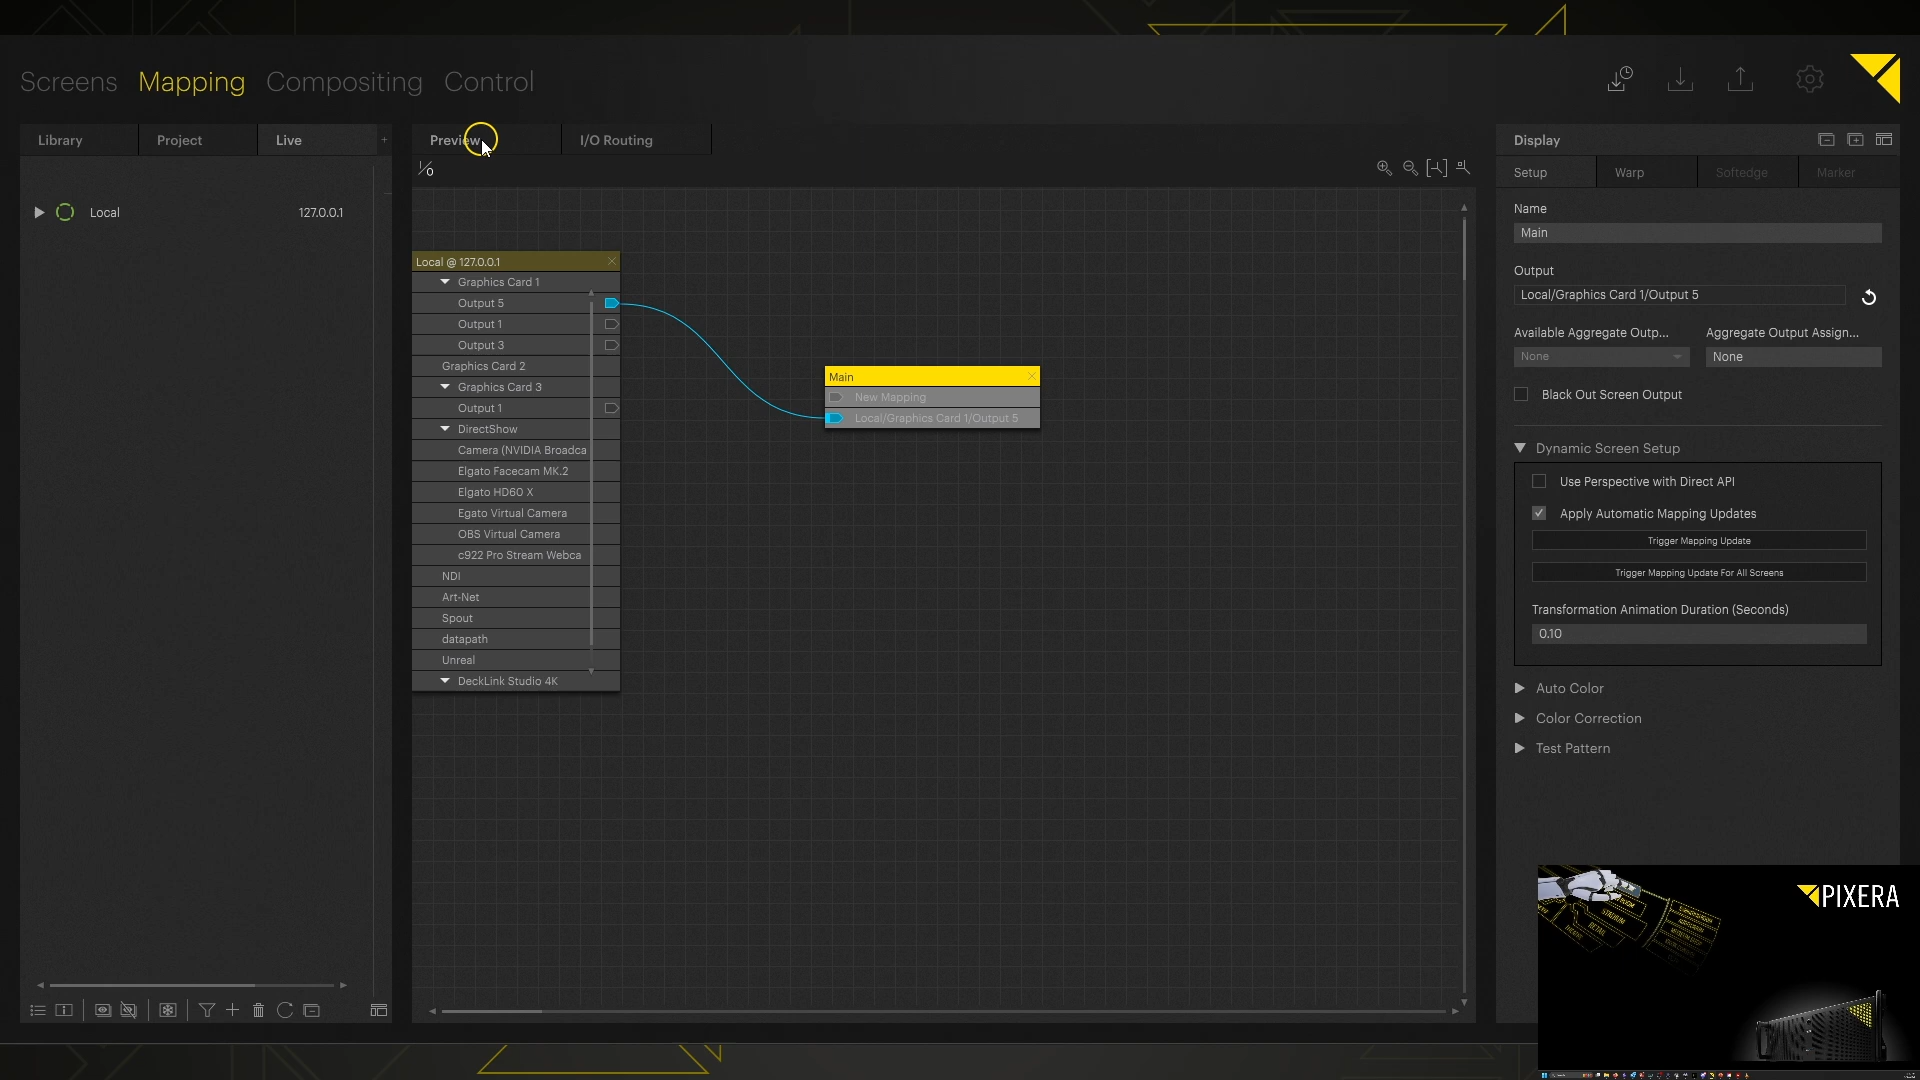 Screens Mapping Compositing Control
Library Project Live +
Local 127.0.0.1
Preview I/O Routing
Local @ 127.0.0.1
Graphics Card 1
Output 5
Output 1
Output 3
Graphics Card 2
Graphics Card 3
Output 1
DirectShow
Camera (NVIDIA Broadca
Elgato Facecam MK.2
Elgato HD60 X
Egato Virtual Camera
OBS Virtual Camera
c922 Pro Stream Webca
NDI
Art-Net
Spout
datapath
Unreal
DeckLink Studio 4K
Main
New Mapping
Local/Graphics Card 1/Output 5
Display
Setup Warp Softedge Marker
Name
Main
Output
Local/Graphics Card 1/Output 5
Available Aggregate Outp... Aggregate Output Assign...
None None
Black Out Screen Output
Dynamic Screen Setup
Use Perspective with Direct API
Apply Automatic Mapping Updates
Trigger Mapping Update
Trigger Mapping Update For All Screens
Transformation Animation Duration (Seconds)
0.10
Auto Color
Color Correction
Test Pattern
PIXERA
STADIUM
RETAIL